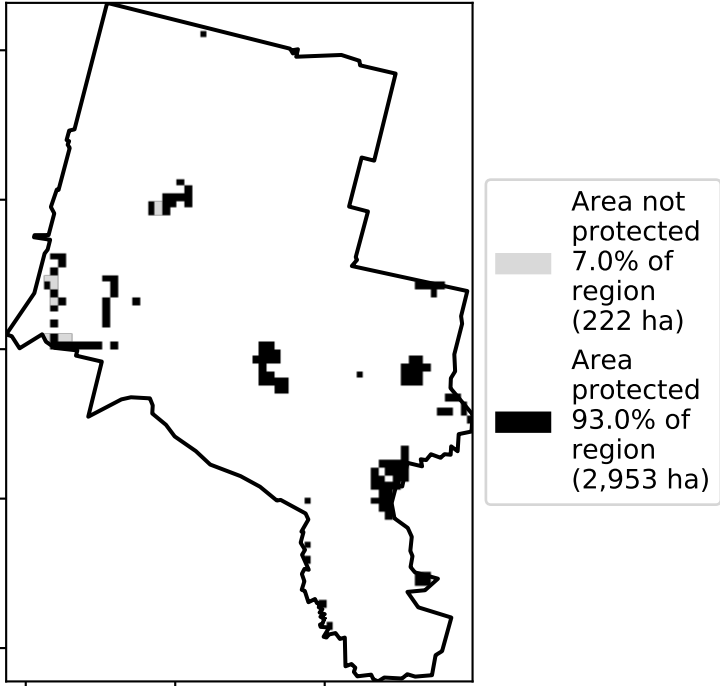 Area not
protected
7.0% of
region
(222 ha)
Area
protected
93.0% of
region
(2,953 ha)